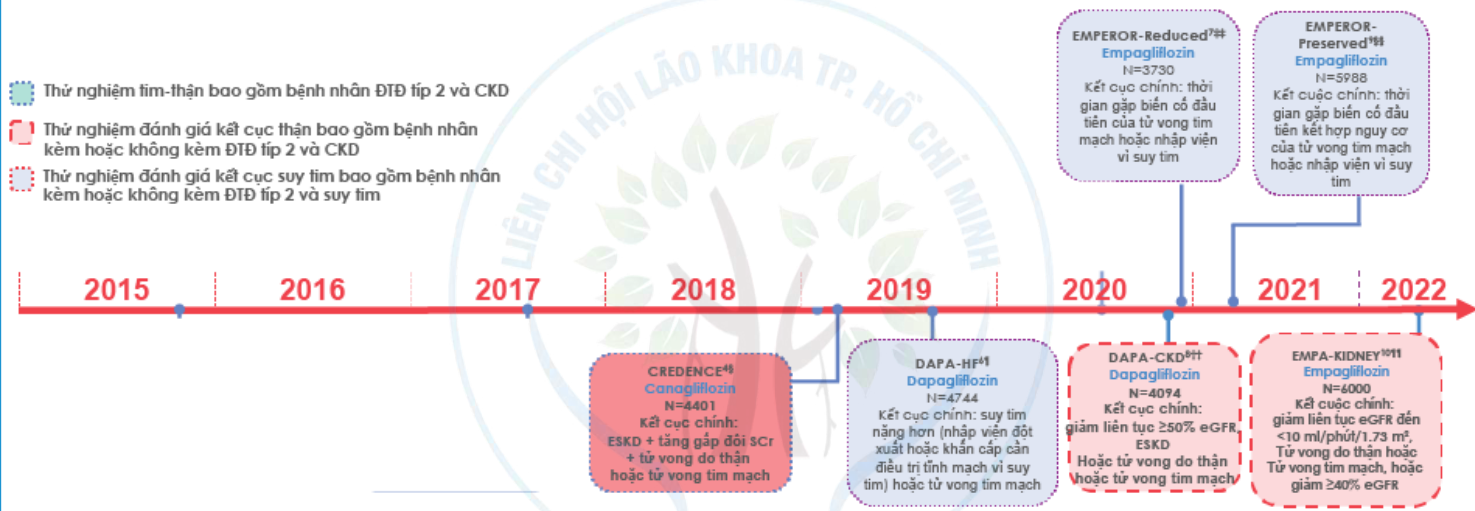 Thử nghiệm tim-thận bao gồm bệnh nhân ĐTĐ típ 2 và CKD
Thử nghiệm đánh giá kết cục thận bao gồm bệnh nhân
kèm hoặc không kèm ĐTĐ típ 2 và CKD
Thử nghiệm đánh giá kết cục suy tim bao gồm bệnh nhân
kèm hoặc không kèm ĐTĐ típ 2 và suy tim
LIÊN CHI HỘI LÃO KHOA TP. HỒ CHÍ MINH
EMPEROR-Reduced⁷‡‡
Empagliflozin
N=3730
Kết cục chính: thời
gian gặp biến cố đầu
tiên của tử vong tim
mạch hoặc nhập viện
vì suy tim
EMPEROR-
Preserved⁹§§
Empagliflozin
N=5988
Kết cuộc chính: thời
gian gặp biến cố đầu
tiên kết hợp nguy cơ
của tử vong tim mạch
hoặc nhập viện vì suy
tim
2015
2016
2017
2018
2019
2020
2021
2022
CREDENCE⁴§
Canagliflozin
N=4401
Kết cục chính:
ESKD + tăng gấp đôi SCr
+ tử vong do thận
hoặc tử vong tim mạch
DAPA-HF⁶¶
Dapagliflozin
N=4744
Kết cục chính: suy tim
nặng hơn (nhập viện đột
xuất hoặc khẩn cấp cần
điều trị tĩnh mạch vì suy
tim) hoặc tử vong tim mạch
DAPA-CKD⁸††
Dapagliflozin
N=4094
Kết cục chính:
giảm liên tục ≥50% eGFR,
ESKD
Hoặc tử vong do thận
hoặc tử vong tim mạch
EMPA-KIDNEY¹⁰¶¶
Empagliflozin
N=6000
Kết cuộc chính:
giảm liên tục eGFR đến
<10 ml/phút/1.73 m²,
Tử vong do thận hoặc
Tử vong tim mạch, hoặc
giảm ≥40% eGFR